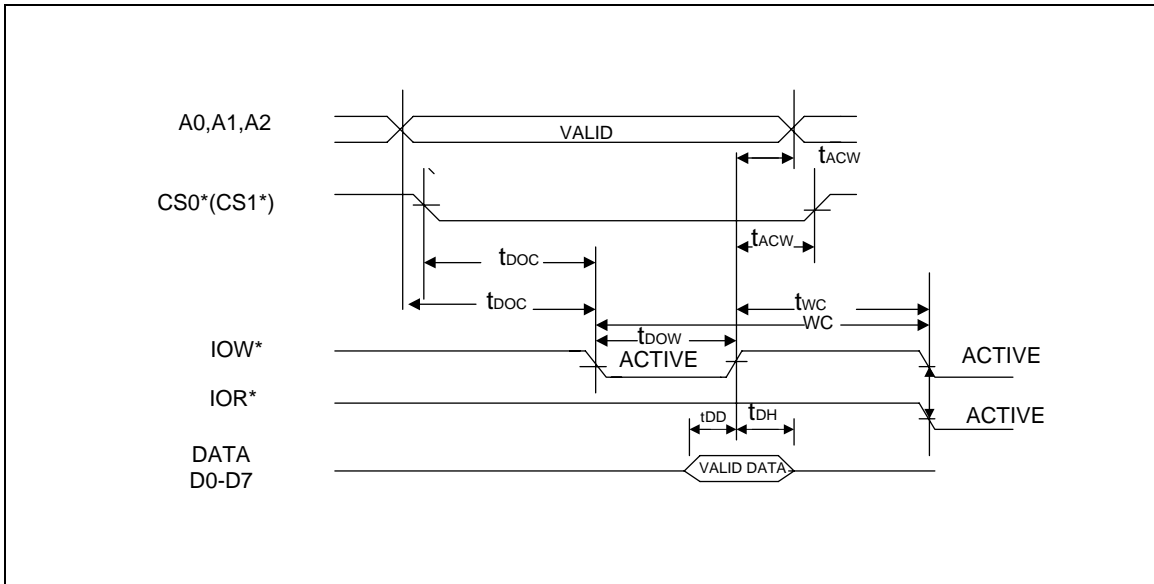 A0,A1,A2
VALID
tACW
CS0*(CS1*)
tACW
tDOC
tDOC
tWC
WC
IOW*
tDOW
ACTIVE
ACTIVE
IOR*
ACTIVE
tDD
tDH
DATA
D0-D7
VALID DATA